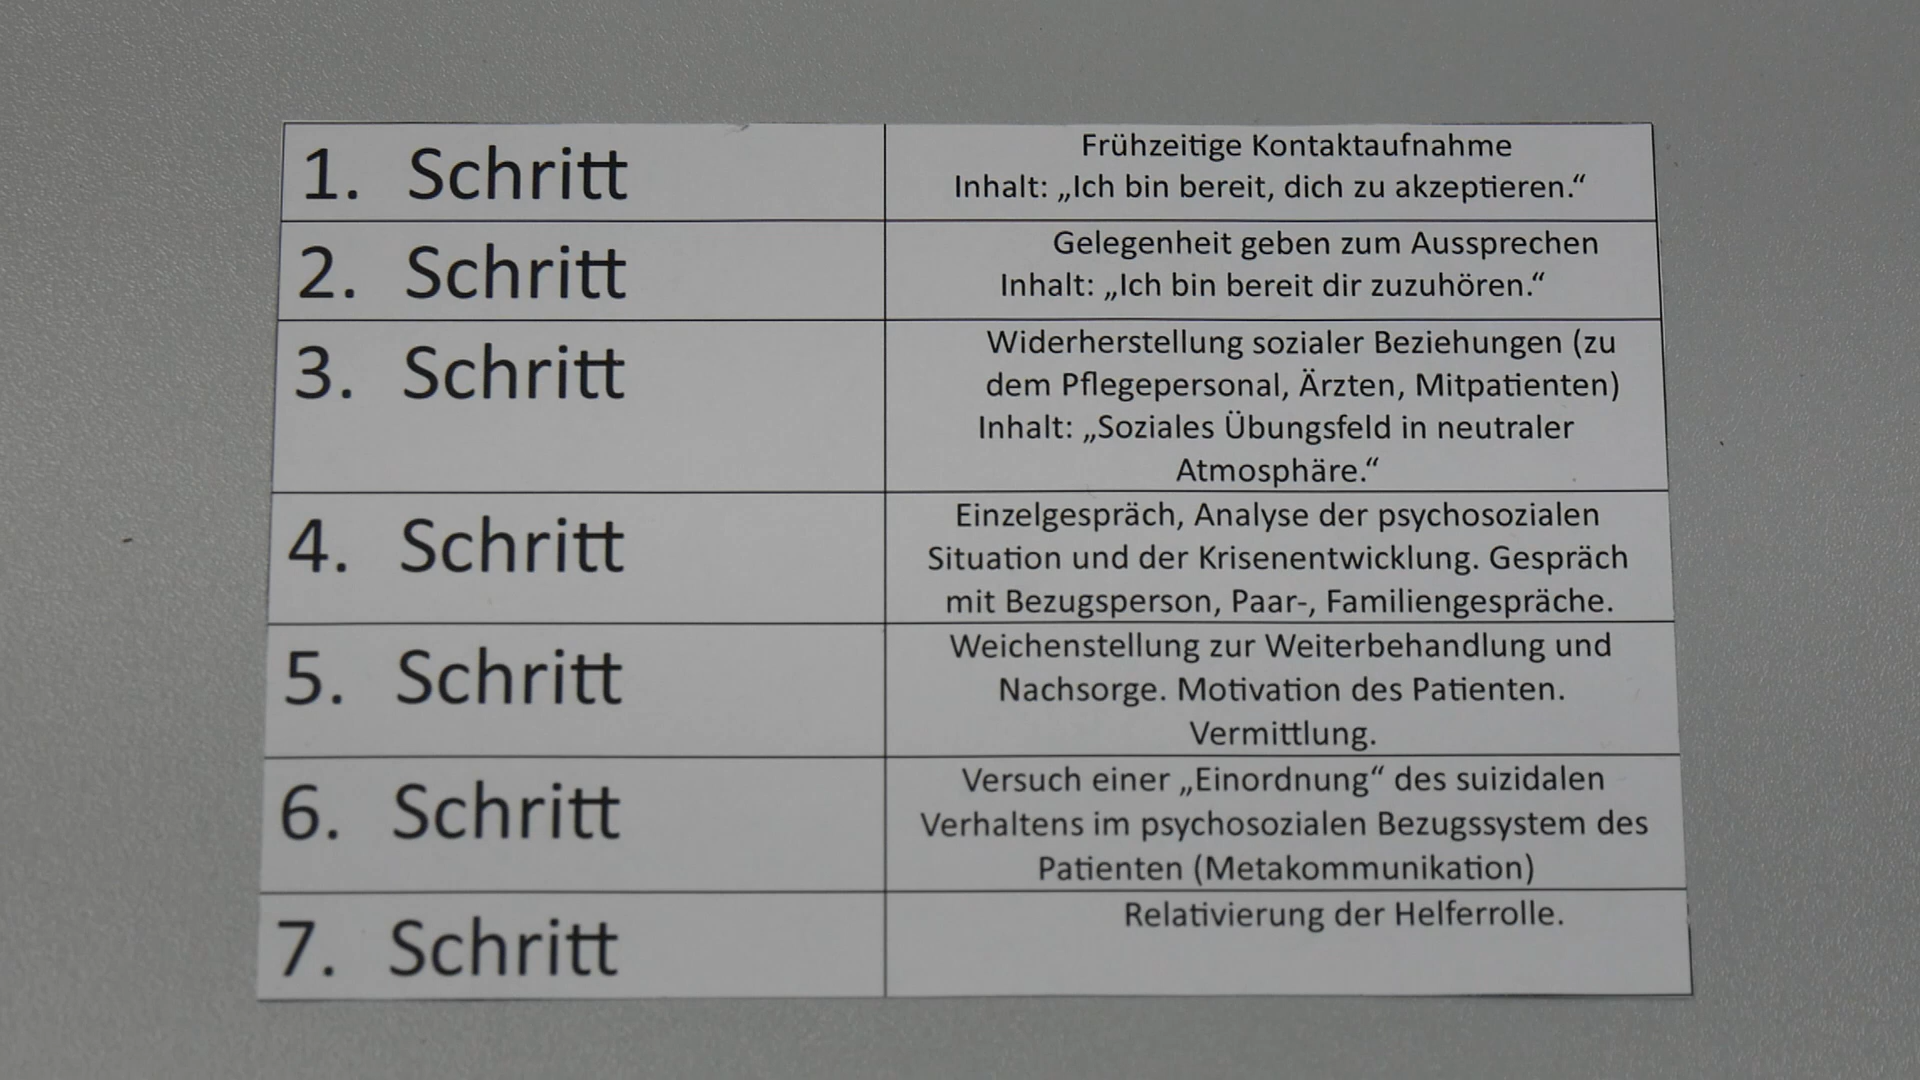 1. Schritt
Frühzeitige Kontaktaufnahme
Inhalt: „Ich bin bereit, dich zu akzeptieren.“
2. Schritt
Gelegenheit geben zum Aussprechen
Inhalt: „Ich bin bereit dir zuzuhören.“
3. Schritt
Widerherstellung sozialer Beziehungen (zu
dem Pflegepersonal, Ärzten, Mitpatienten)
Inhalt: „Soziales Übungsfeld in neutraler
Atmosphäre.“
4. Schritt
Einzelgespräch, Analyse der psychosozialen
Situation und der Krisenentwicklung. Gespräch
mit Bezugsperson, Paar-, Familiengespräche.
5. Schritt
Weichenstellung zur Weiterbehandlung und
Nachsorge. Motivation des Patienten.
Vermittlung.
6. Schritt
Versuch einer „Einordnung“ des suizidalen
Verhaltens im psychosozialen Bezugssystem des
Patienten (Metakommunikation)
7. Schritt
Relativierung der Helferrolle.